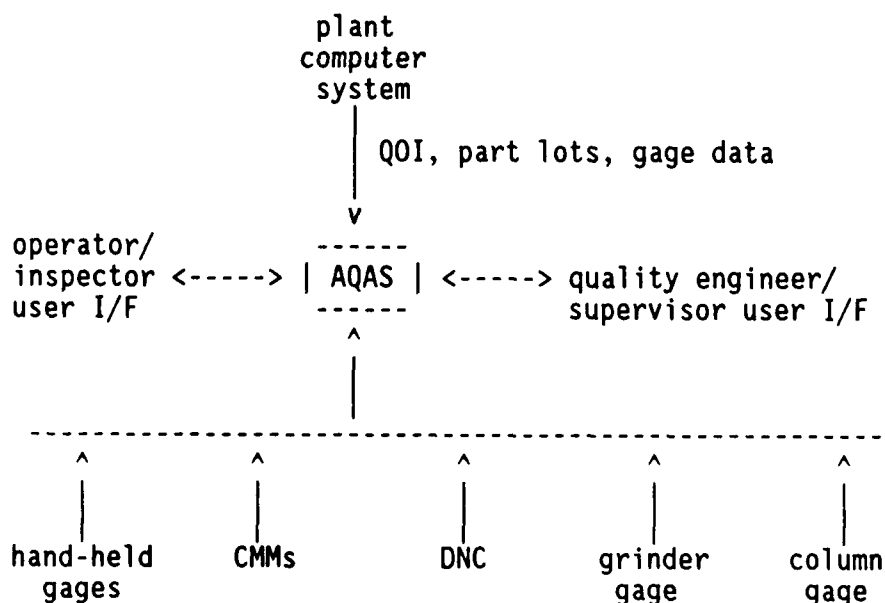 plant
computer
system
QOI, part lots, gage data
v
operator/
inspector <-----> | AQAS | <-----> quality engineer/
user I/F
supervisor user I/F
hand-held CMMs DNC grinder column
gages gage gage